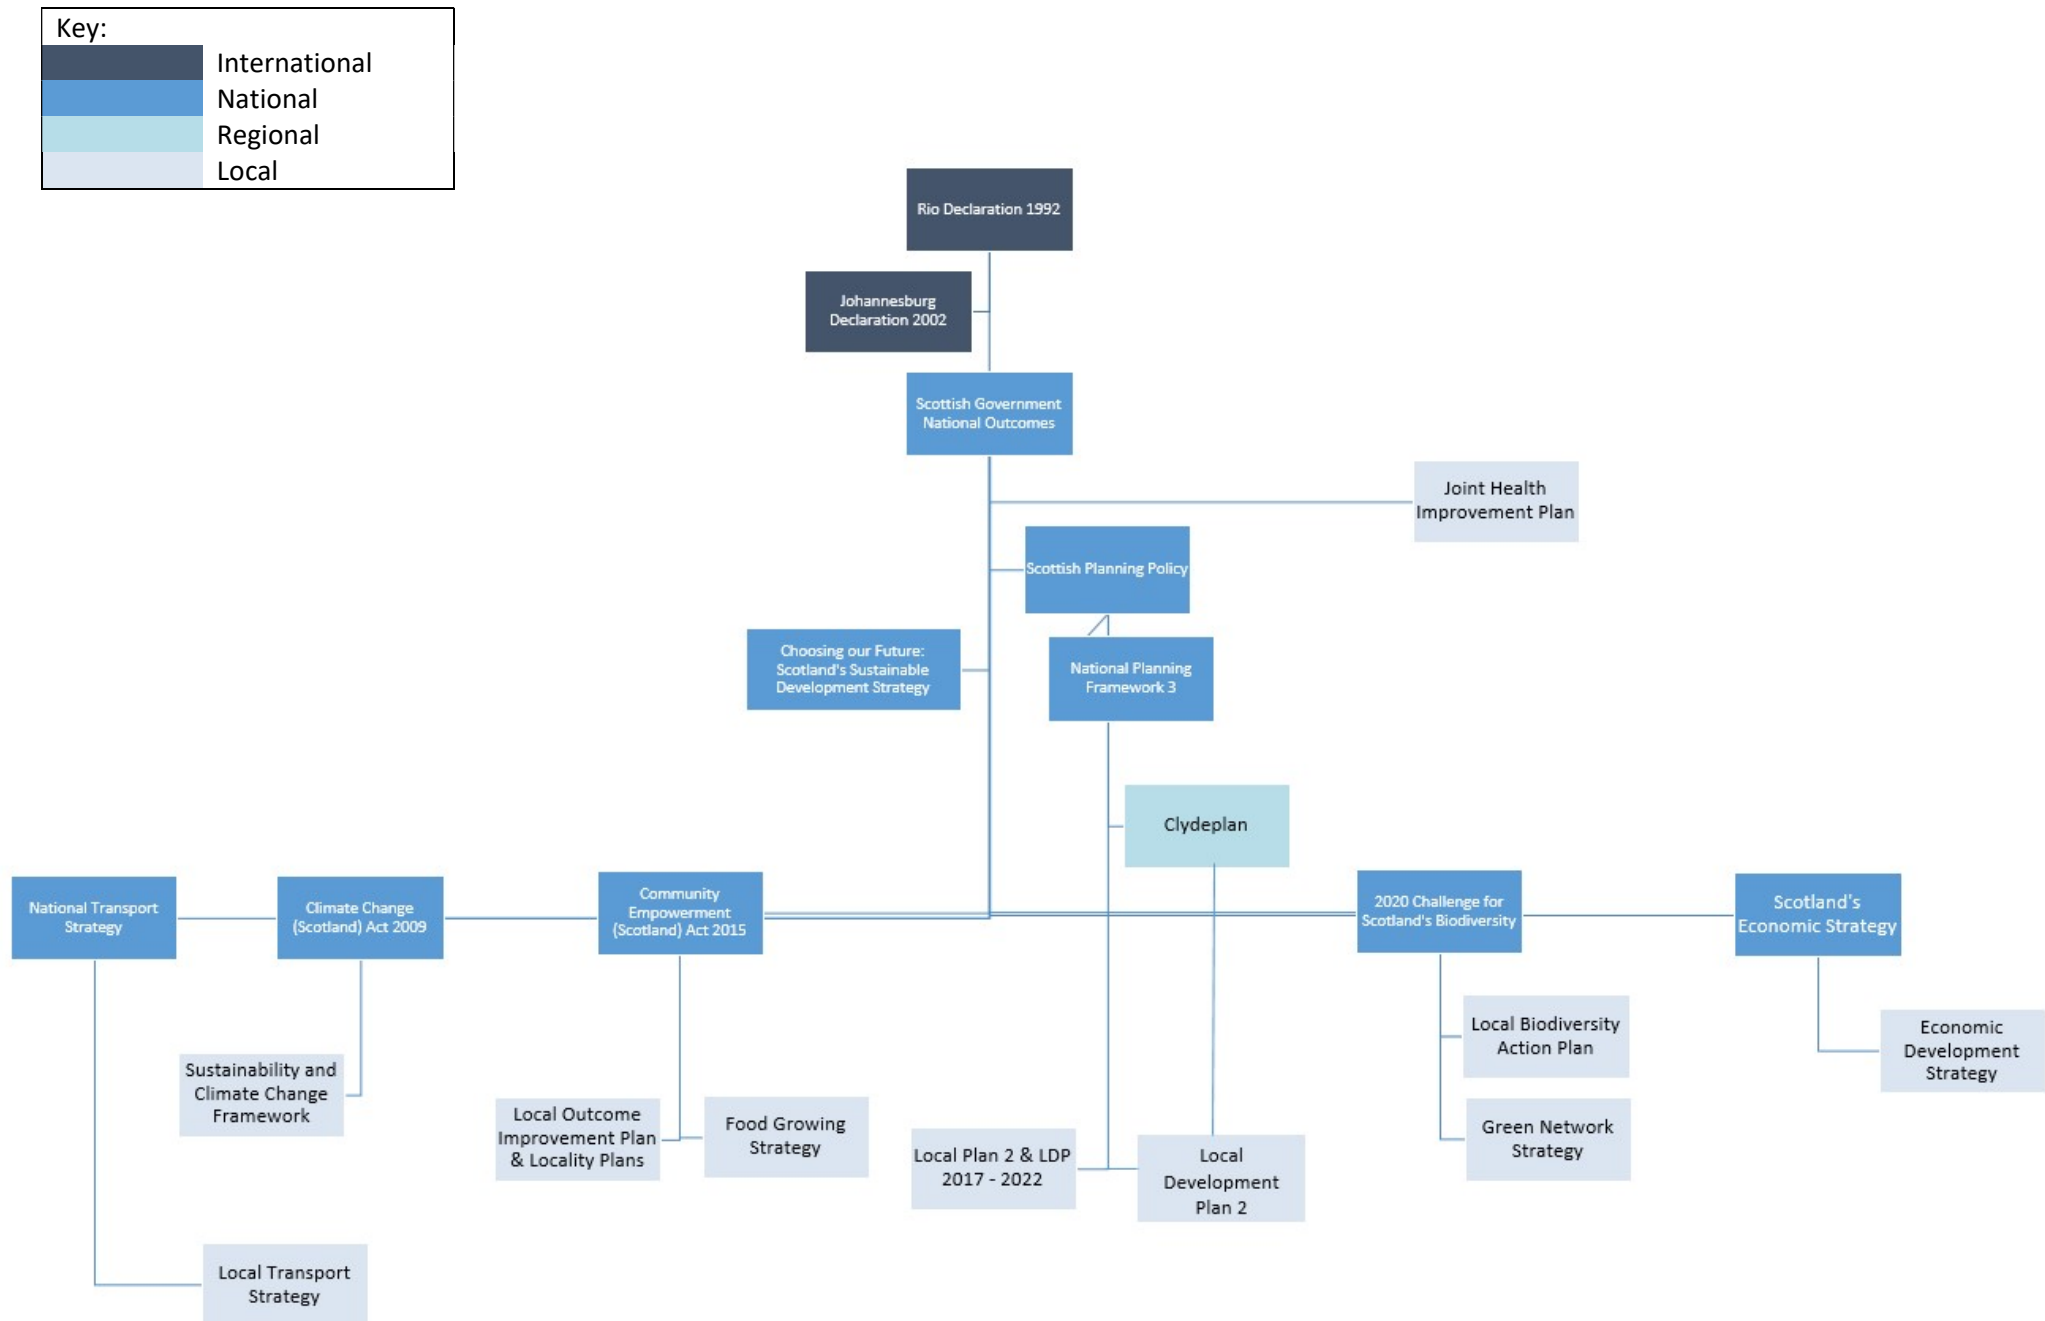 Key:
International
National
Regional
Local
Rio Declaration 1992
Johannesburg
Declaration 2002
Scottish Government
National Outcomes
Joint Health
Improvement Plan
Scottish Planning Policy
Choosing our Future:
Scotland's Sustainable
Development Strategy
National Planning
Framework 3
Clydeplan
National Transport
Strategy
Climate Change
(Scotland) Act 2009
Community
Empowerment
(Scotland) Act 2015
2020 Challenge for
Scotland's Biodiversity
Scotland's
Economic Strategy
Sustainability and
Climate Change
Framework
Local Outcome
Improvement Plan
& Locality Plans
Food Growing
Strategy
Local Plan 2 & LDP
2017 - 2022
Local
Development
Plan 2
Local Biodiversity
Action Plan
Green Network
Strategy
Economic
Development
Strategy
Local Transport
Strategy